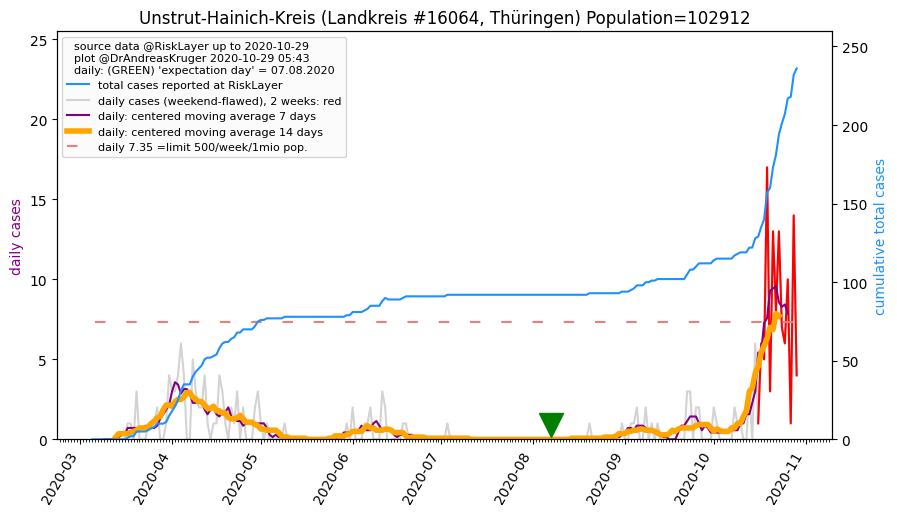 Unstrut-Hainich-Kreis (Landkreis #16064, Thüringen) Population=102912
source data @RiskLayer up to 2020-10-29
plot @DrAndreasKruger 2020-10-29 05:43
daily: (GREEN) 'expectation day' = 07.08.2020
total cases reported at RiskLayer
daily cases (weekend-flawed), 2 weeks: red
daily: centered moving average 7 days
daily: centered moving average 14 days
daily 7.35 =limit 500/week/1mio pop.
25
20
15
10
5
0
daily cases
250
200
150
100
50
0
cumulative total cases
2020-03
2020-04
2020-05
2020-06
2020-07
2020-08
2020-09
2020-10
2020-11